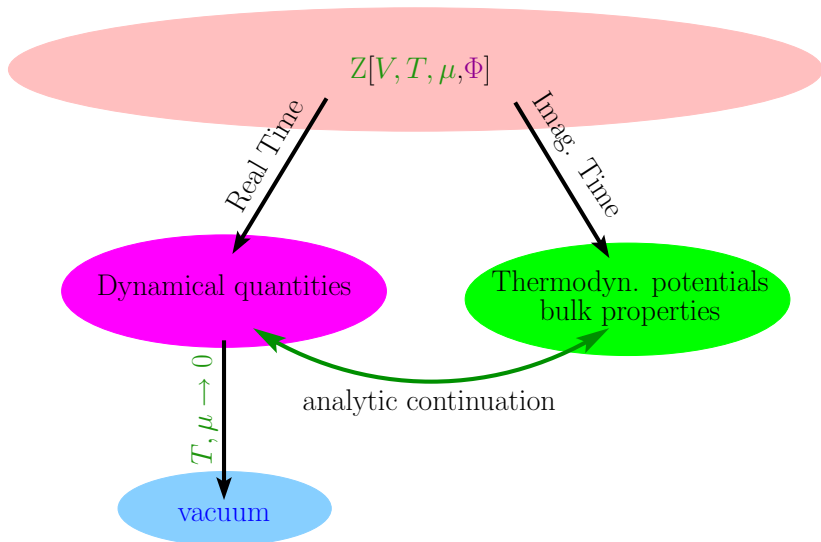 Z[V, T, μ,Φ]
Real Time
Imag. Time
Dynamical quantities
Thermodyn. potentials
bulk properties
analytic continuation
T, μ → 0
vacuum